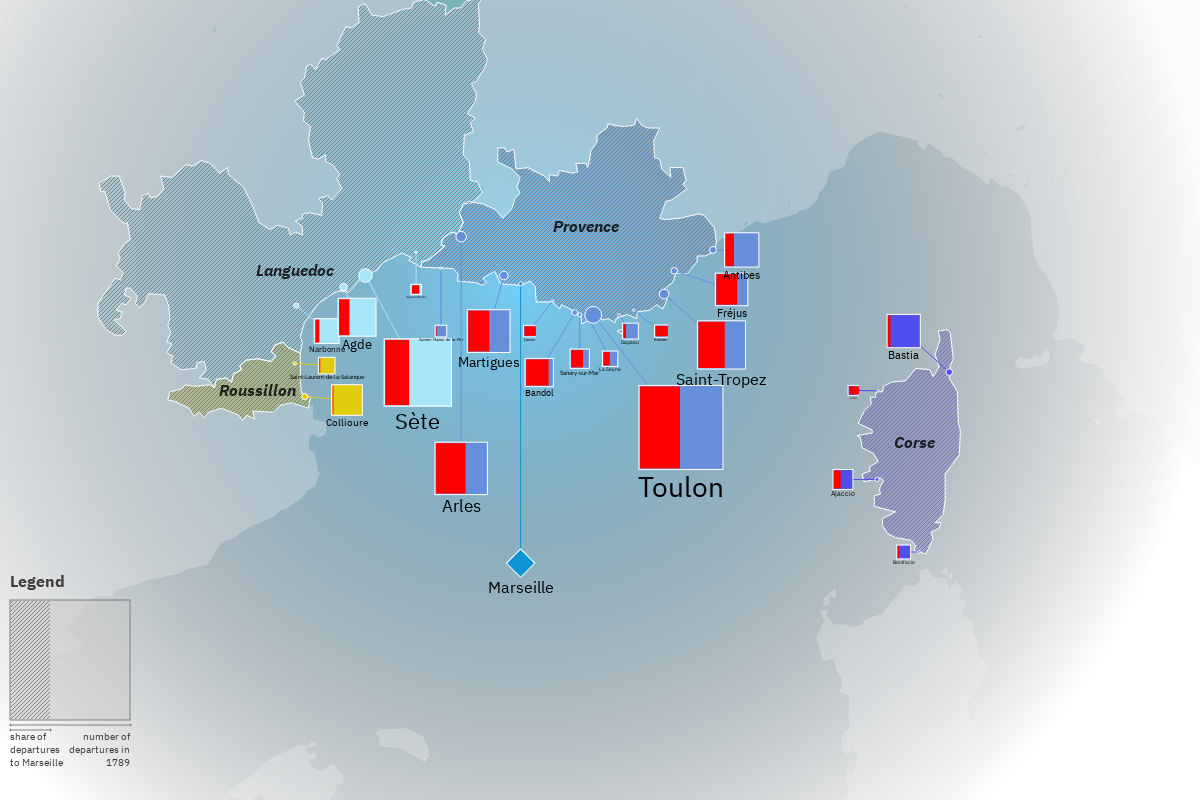 Provence
Antibes
Languedoc
Fréjus
Sandes-Maries-de-la-Mer
Cassis
Gapeau
Narbonne
Agde
Martigues
Bastia
La Seyne
Sanary-sur-Mer
Saint-Laurent-de-la-Salanque
Saint-Tropez
Roussillon
Bandol
Collioure
Sète
Corse
Toulon
Ajaccio
Arles
Bonifacio
Legend
Marseille
share of
departures
to Marseille
number of
departures in
1789